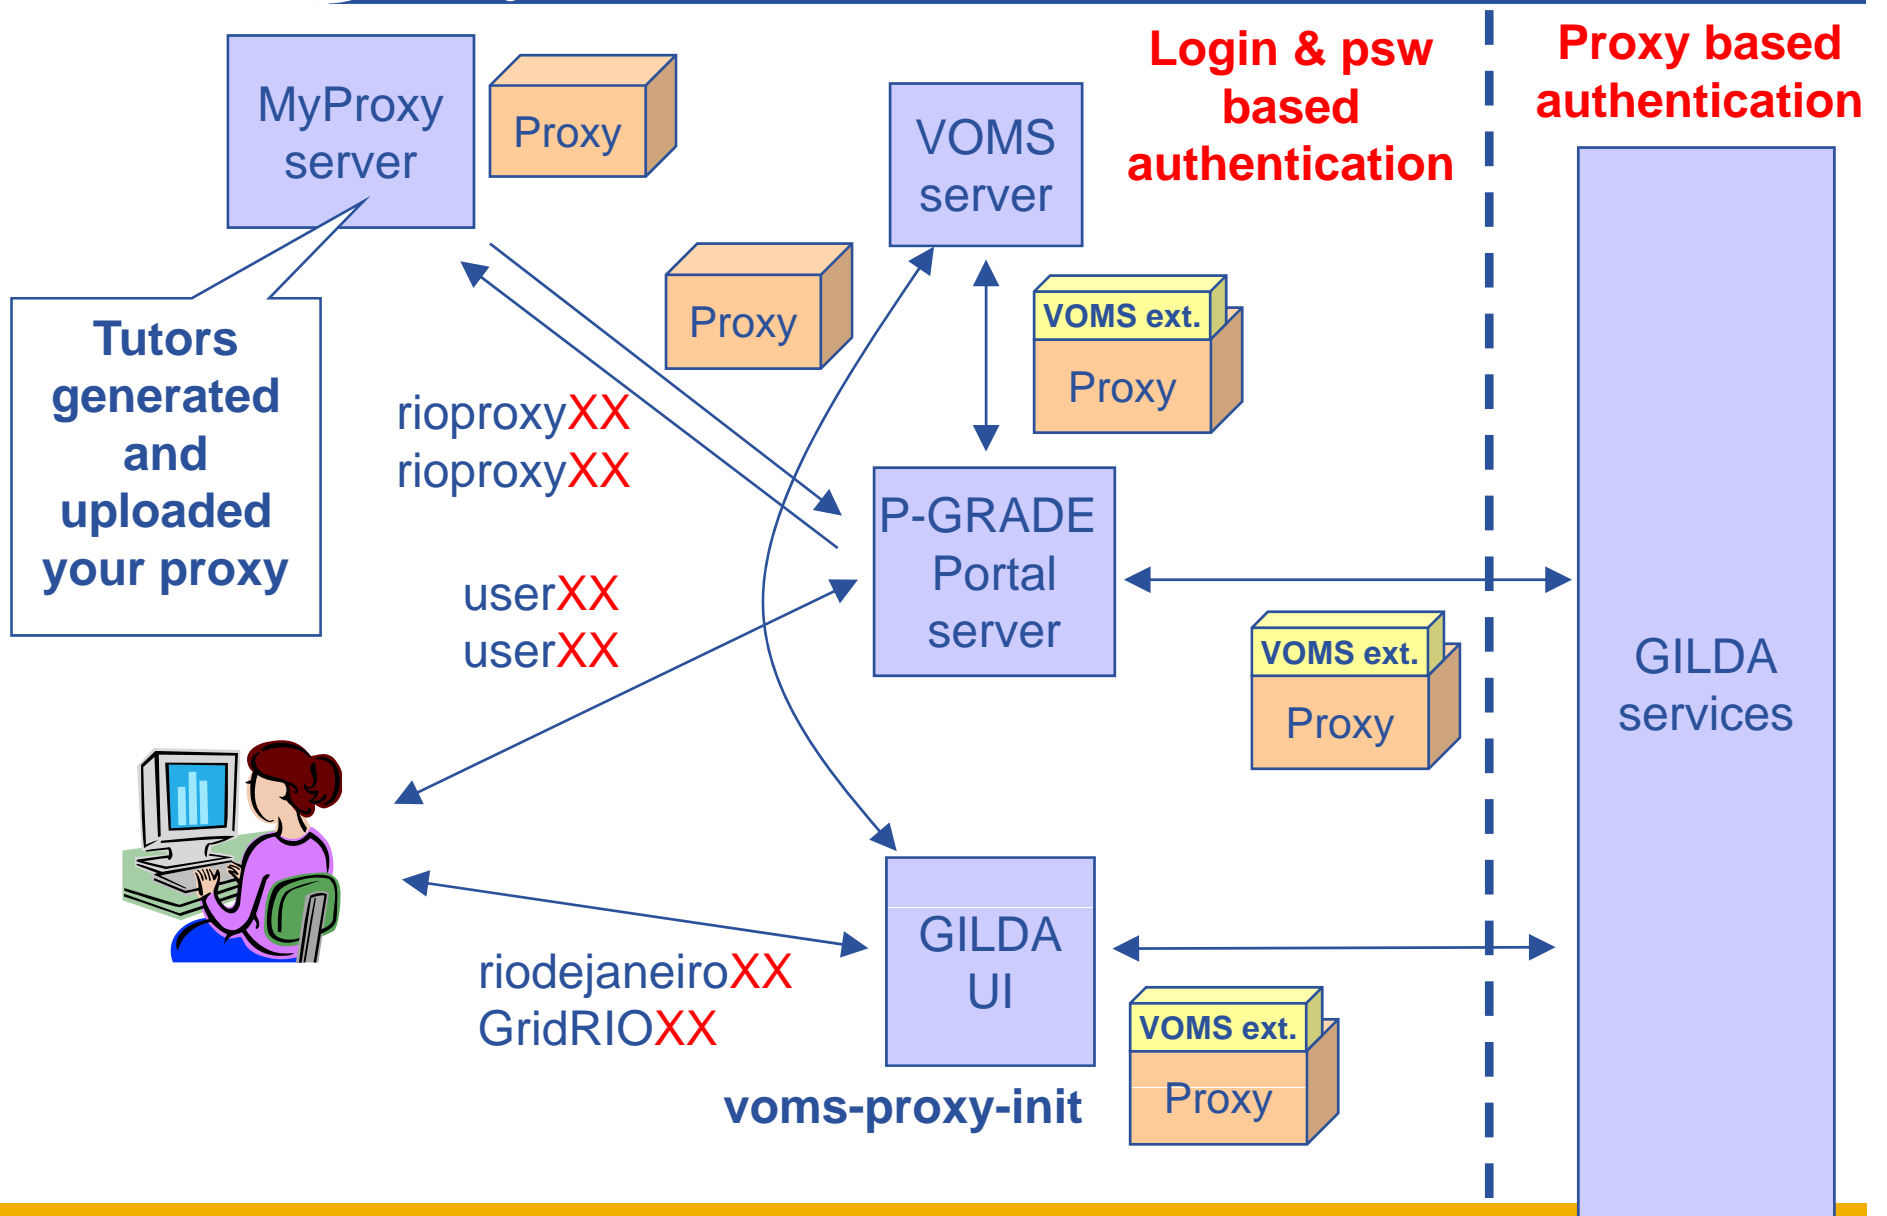 MyProxy
server
Proxy
VOMS
server
Login & psw
based
authentication
Proxy based
authentication
Tutors
generated
and
uploaded
your proxy
Proxy
VOMS ext.
Proxy
rioproxyXX
rioproxyXX
P-GRADE
Portal
server
userXX
userXX
VOMS ext.
Proxy
GILDA
services
GILDA
UI
riodejaneiroXX
GridRIOXX
VOMS ext.
Proxy
voms-proxy-init